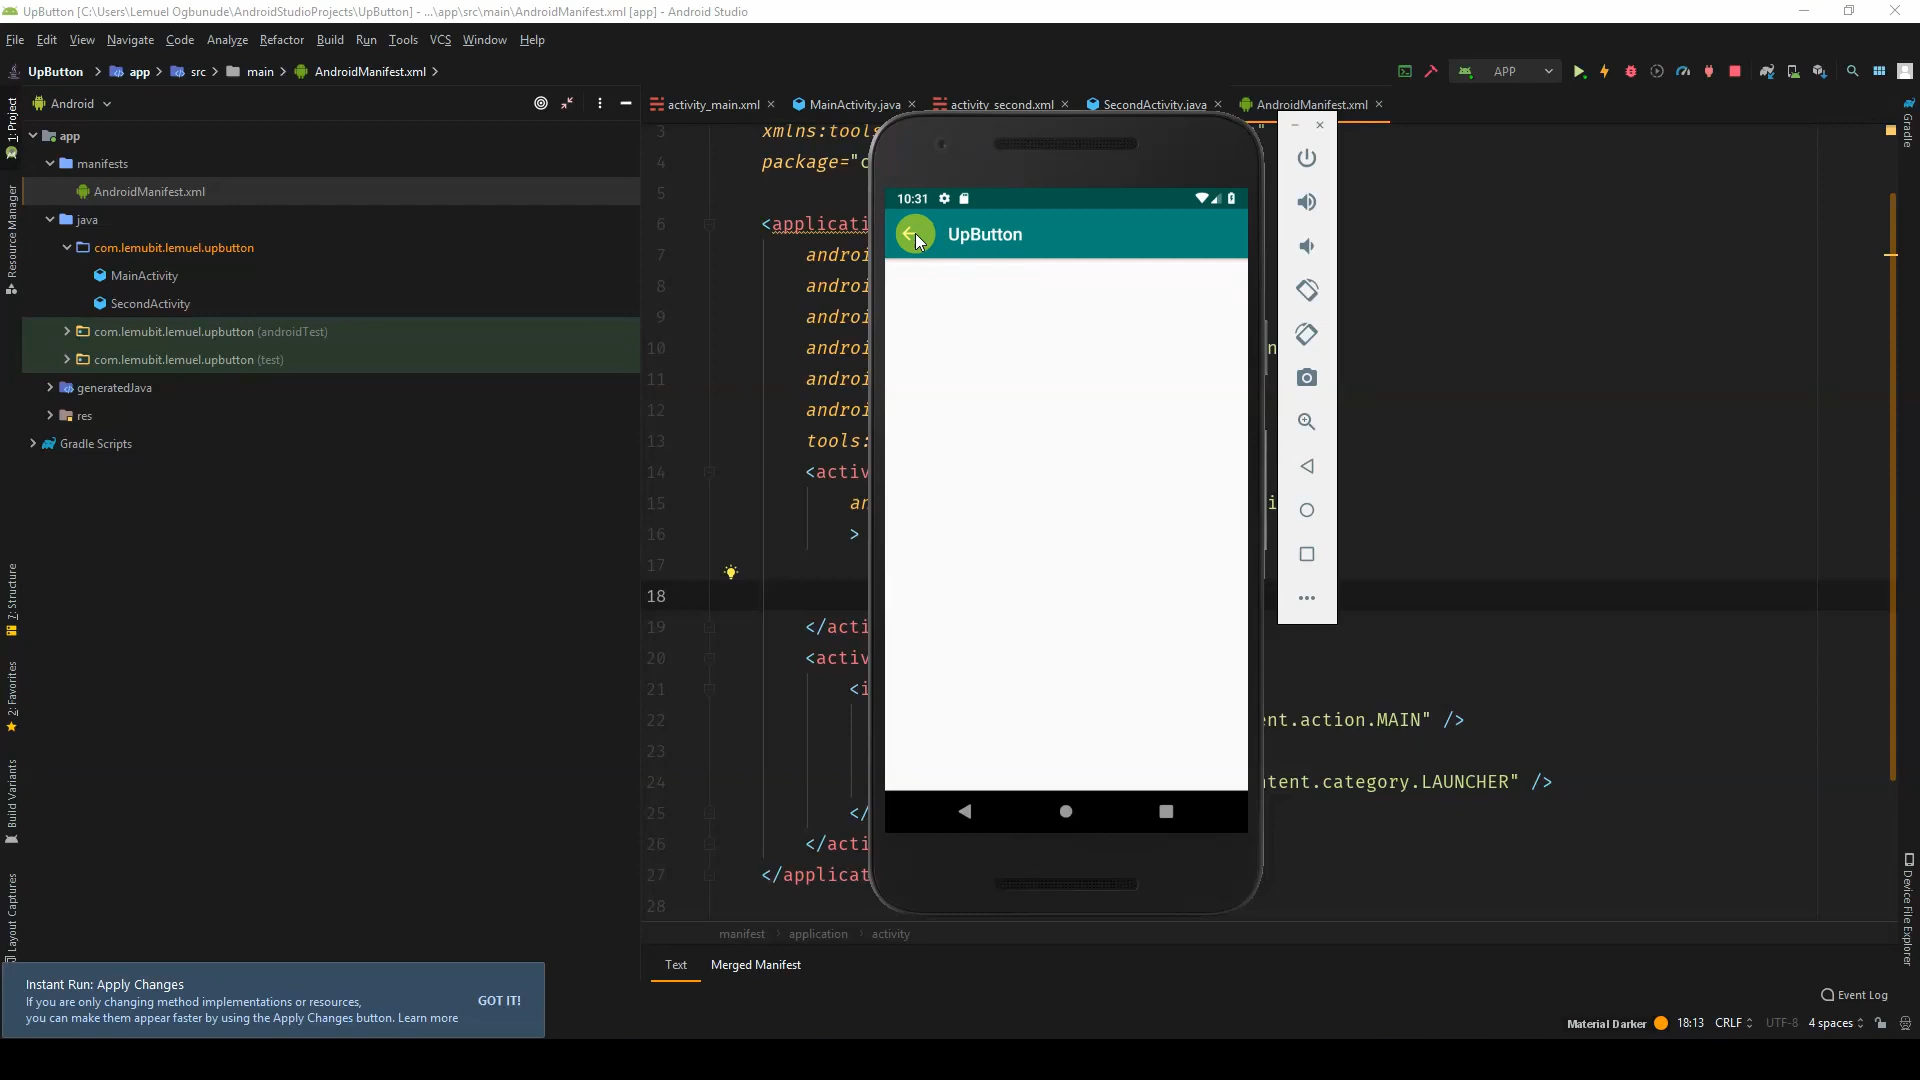 UpButton [C:\Users\Lemuel Ogbunude\AndroidStudioProjects\UpButton] - ...\app\src\main\AndroidManifest.xml [app] - Android Studio
File Edit View Navigate Code Analyze Refactor Build Run Tools VCS Window Help
UpButton app src main AndroidManifest.xml
APP
Android
activity_main.xml MainActivity.java activity_second.xml SecondActivity.java AndroidManifest.xml
1: Project
Resource Manager
7: Structure
2: Favorites
Build Variants
Layout Captures
app
manifests
AndroidManifest.xml
java
com.lemubit.lemuel.upbutton
MainActivity
SecondActivity
com.lemubit.lemuel.upbutton (androidTest)
com.lemubit.lemuel.upbutton (test)
generatedJava
res
Gradle Scripts
3 xmlns:tools "
4 package="c
5
6 <applicati
7 androi
8 androi
9 androi
10 androi n
11 androi
12 androi
13 tools:
14 <activ
15 an i
16 >
17
18
19 </acti
20 <activ
21 <i
22 ent.action.MAIN" />
23
24 tent.category.LAUNCHER" />
25 </
26 </acti
27 </applicat
28
10:31
UpButton
manifest application activity
Text Merged Manifest
Gradle
Device File Explorer
Instant Run: Apply Changes
If you are only changing method implementations or resources,
you can make them appear faster by using the Apply Changes button. Learn more
GOT IT!
Event Log
Material Darker 18:13 CRLF UTF-8 4 spaces